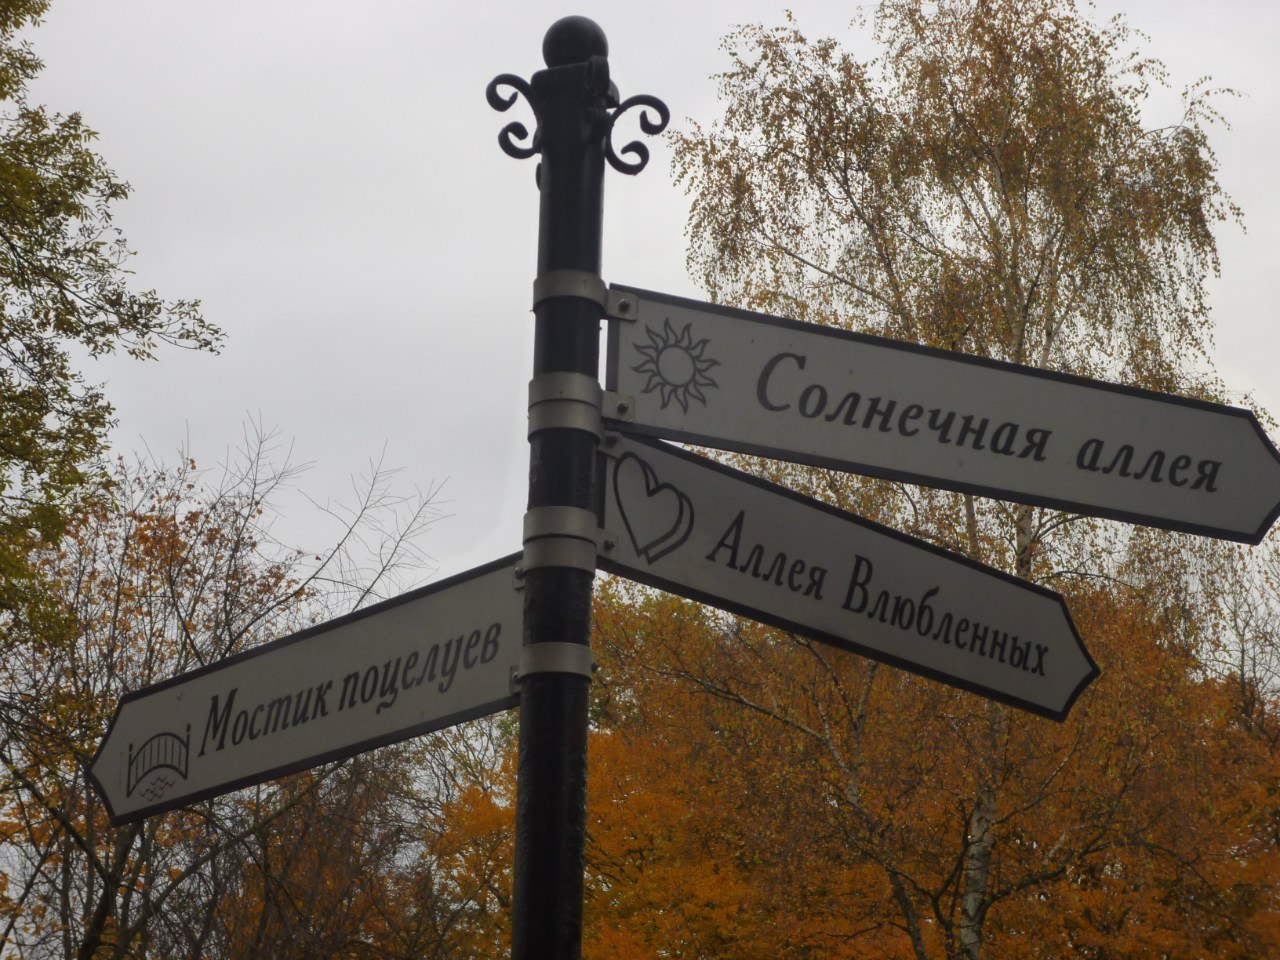 Солнечная аллея
Аллея Влюбленных
Мостик поцелуев